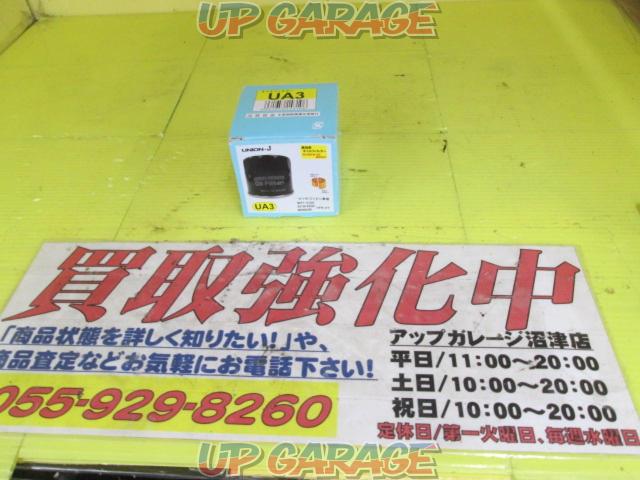 UP GARAGE
UA3
UNION-J
UA3
買取強化中
「商品状態を詳しく知りたい!」や、
商品査定などお気軽にお電話下さい!
055-929-8260
アップガレージ沼津店
平日/11:00〜20:00
土日/10:00〜20:00
祝日/10:00〜20:00
定休日/第一火曜日、毎週水曜日
UP GARAGE